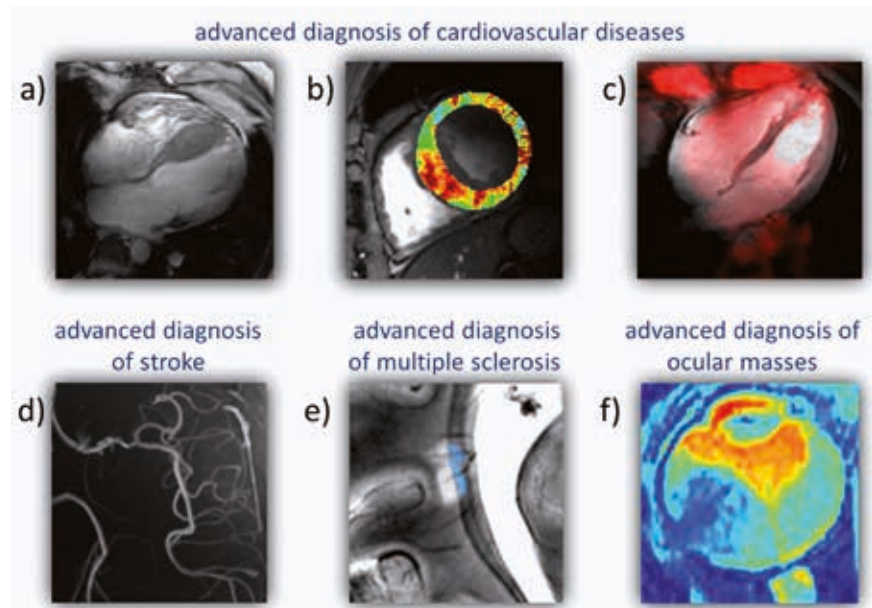 advanced diagnosis of cardiovascular diseases
a)
b)
c)
advanced diagnosis
of stroke
advanced diagnosis
of multiple sclerosis
advanced diagnosis of
ocular masses
d)
e)
f)